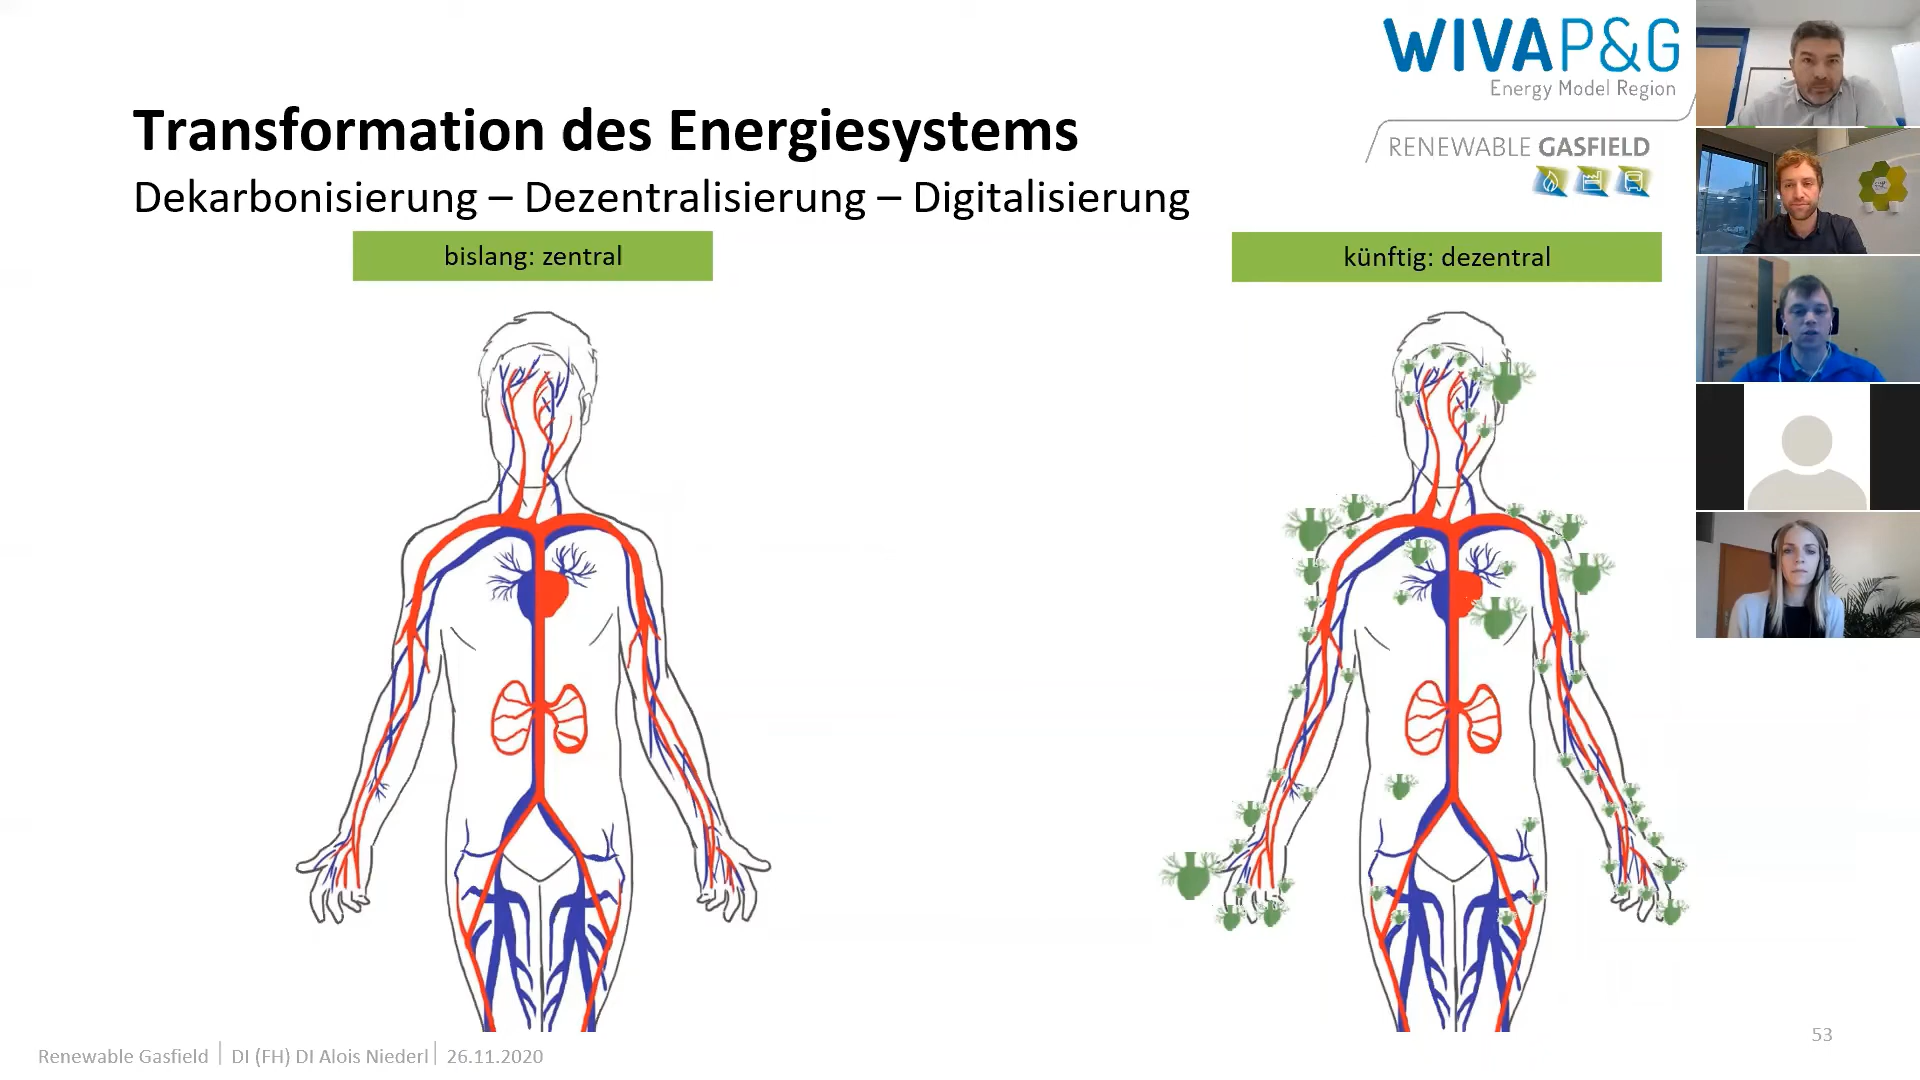 WIVAP&G
Energy Model Region
RENEWABLE GASFIELD
Transformation des Energiesystems
Dekarbonisierung – Dezentralisierung – Digitalisierung
bislang: zentral
künftig: dezentral
53
Renewable Gasfield | DI (FH) DI Alois Niederl | 26.11.2020